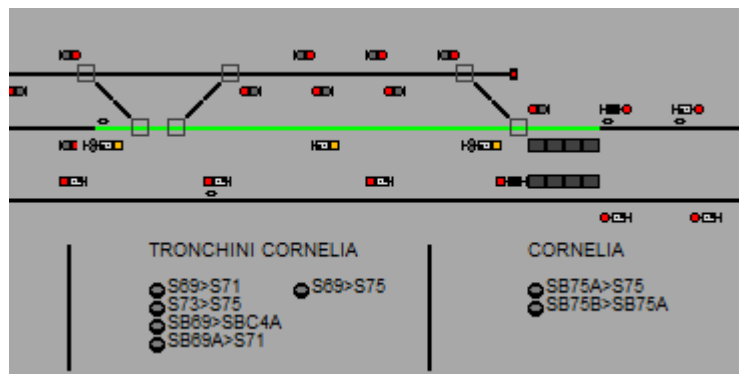 TRONCHINI CORNELIA
S69>S71
S69>S75
S73>S75
SB69>SBC4A
SB69A>S71
CORNELIA
SB75A>S75
SB75B>SB75A